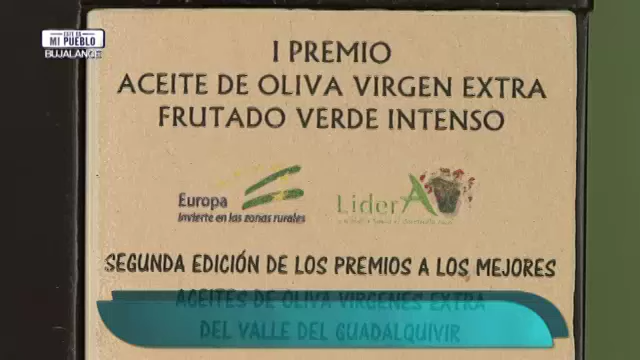 ESTE ES
MI PUEBLO
BUJALANCE
I PREMIO
ACEITE DE OLIVA VIRGEN EXTRA
FRUTADO VERDE INTENSO
Europa
invierte en las zonas rurales
LiderA
SEGUNDA EDICIÓN DE LOS PREMIOS A LOS MEJORES
ACEITES DE OLIVA VIRGENES EXTRA
DEL VALLE DEL GUADALQUIVIR